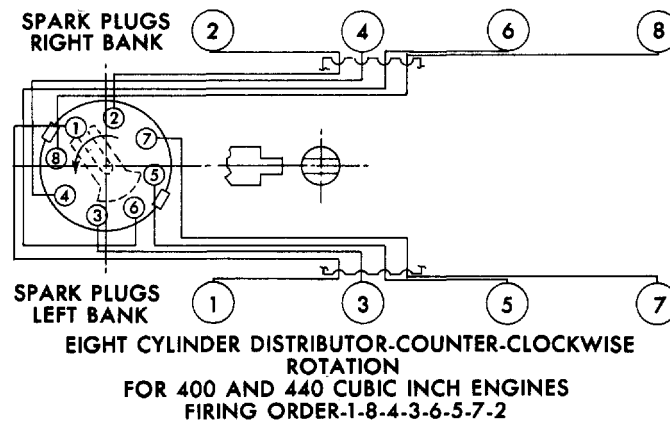 SPARK PLUGS
RIGHT BANK
2
4
6
8
1
2
7
8
5
4
3
6
SPARK PLUGS
LEFT BANK
1
3
5
7
EIGHT CYLINDER DISTRIBUTOR-COUNTER-CLOCKWISE
ROTATION
FOR 400 AND 440 CUBIC INCH ENGINES
FIRING ORDER-1-8-4-3-6-5-7-2